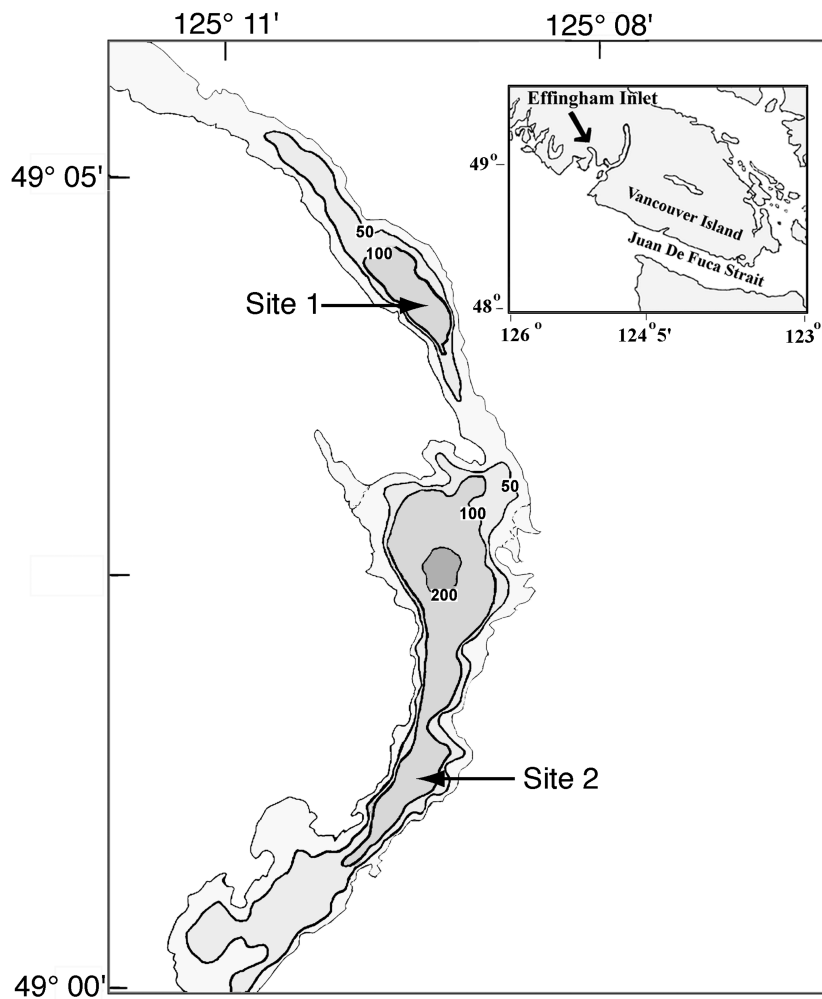 125° 11'
125° 08'
Effingham Inlet
49° 05'
49°
50
Vancouver Island
100
Juan De Fuca Strait
Site 1
48°
126°
124°5'
123°
50
100
200
Site 2
49° 00'